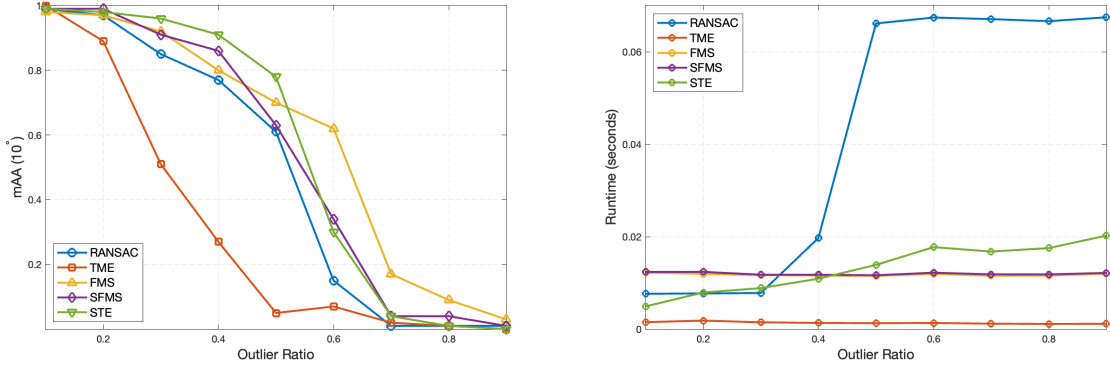 1
0.8
0.6
0.4
0.2
mAA (10°)
0.2
0.4
0.6
0.8
Outlier Ratio
RANSAC
TME
FMS
SFMS
STE
0.06
0.04
0.02
0
Runtime (seconds)
0.2
0.4
0.6
0.8
Outlier Ratio
RANSAC
TME
FMS
SFMS
STE